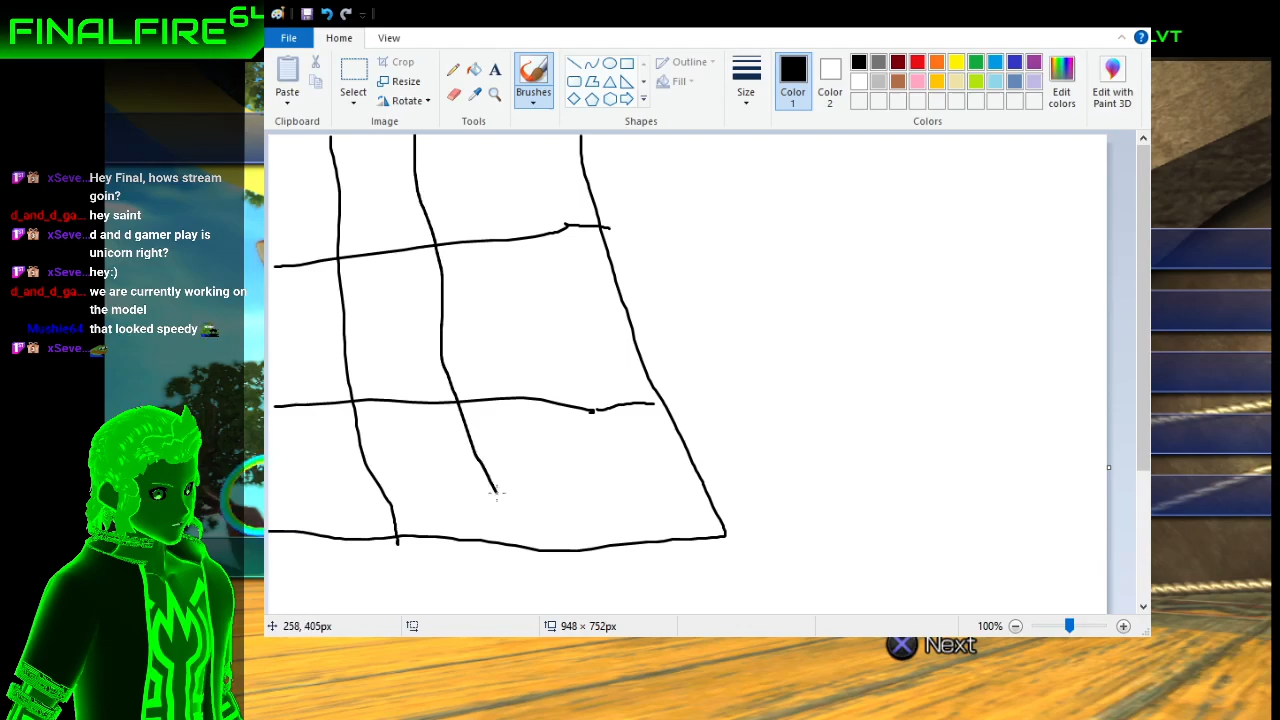 FINALFIRE64
LVT
File
Home
View
Paste
Select
Crop
Resize
Rotate
A
Brushes
Outline
Fill
Size
Color
1
Color
2
Edit
colors
Edit with
Paint 3D
Clipboard
Image
Tools
Shapes
Colors
xSeve... Hey Final, hows stream
goin?
d_and_d_ga... hey saint
xSeve... d and d gamer play is
unicorn right?
xSeve... hey:)
d_and_d_ga... we are currently working on
the model
Mushie64 that looked speedy
xSeve...
258, 405px
948 × 752px
100%
X Next